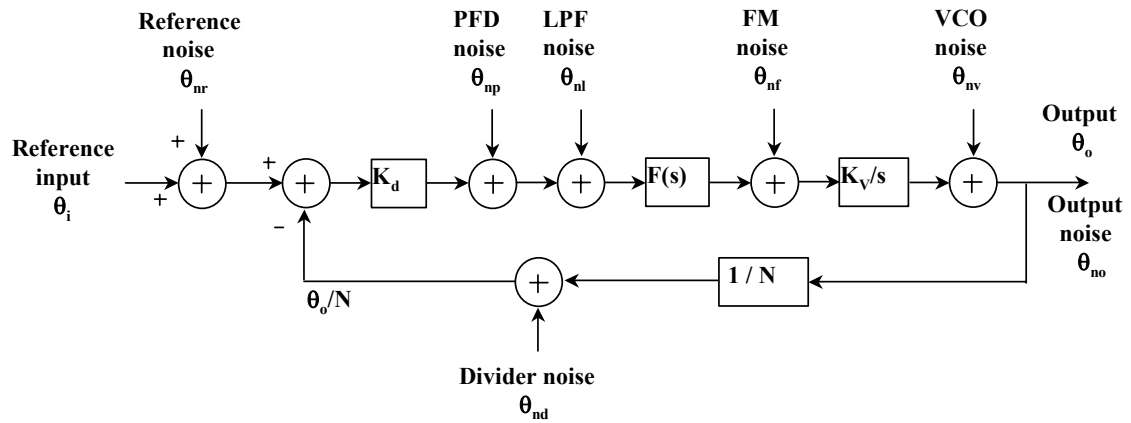 Reference
noise
θnr
PFD
noise
θnp
LPF
noise
θnl
FM
noise
θnf
VCO
noise
θnv
Output
θo
Reference
input
θi
+
+
+
+
+
−
Kd
+
+
F(s)
+
KV/s
+
Output
noise
θno
θo/N
+
1 / N
Divider noise
θnd